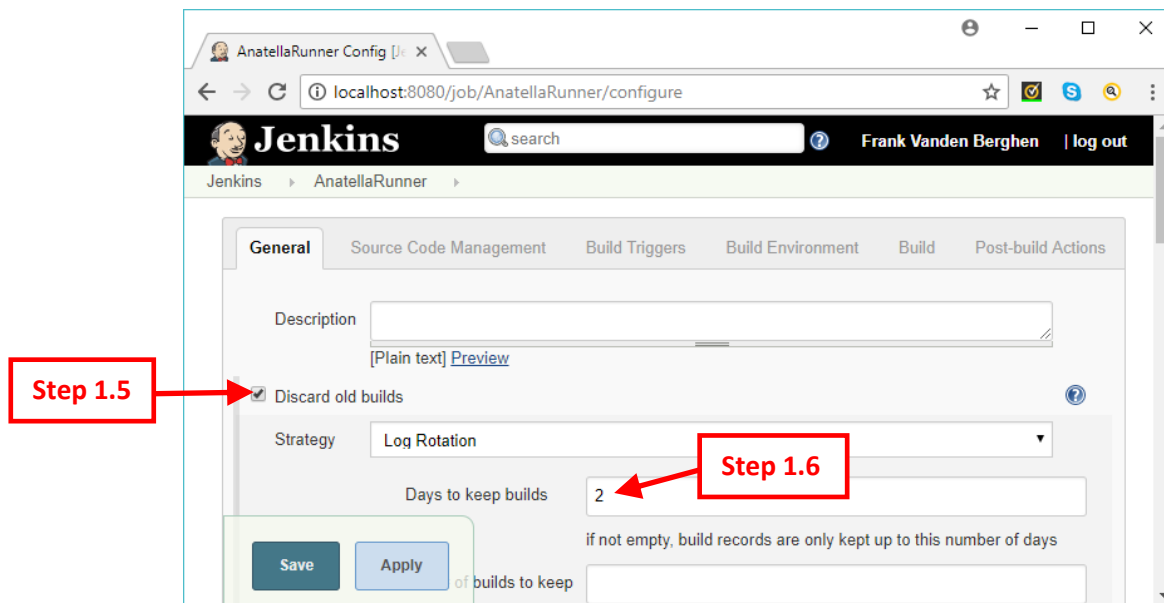 AnatellaRunner Config [Je
localhost:8080/job/AnatellaRunner/configure
Jenkins
search
Frank Vanden Berghen | log out
Jenkins AnatellaRunner
General Source Code Management Build Triggers Build Environment Build Post-build Actions
Description
[Plain text] Preview
Step 1.5
Discard old builds
Strategy Log Rotation
Step 1.6
Days to keep builds 2
if not empty, build records are only kept up to this number of days
Save Apply
of builds to keep